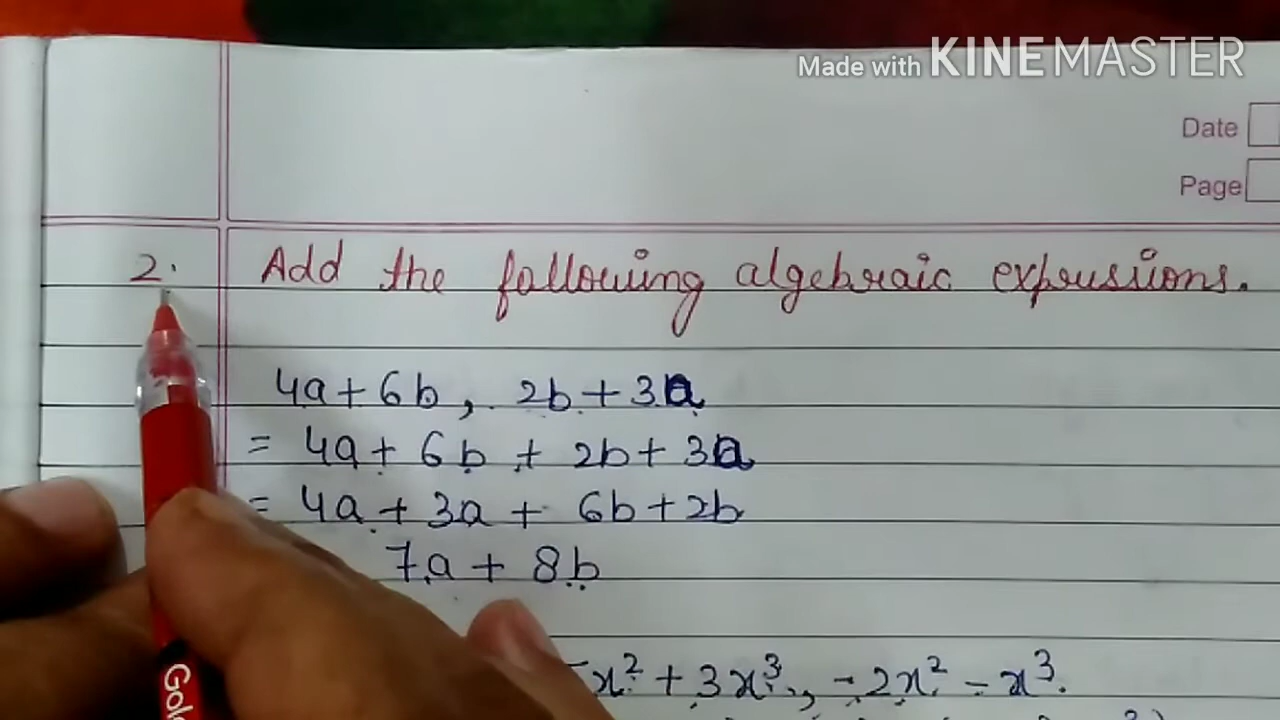 Made with KINEMASTER
Date
Page
2. Add the following algebraic expressions.
4a + 6b, 2b + 3a
= 4a + 6b + 2b + 3a
= 4a + 3a + 6b + 2b
7a + 8b
x² + 3x³, -2x² - x³.